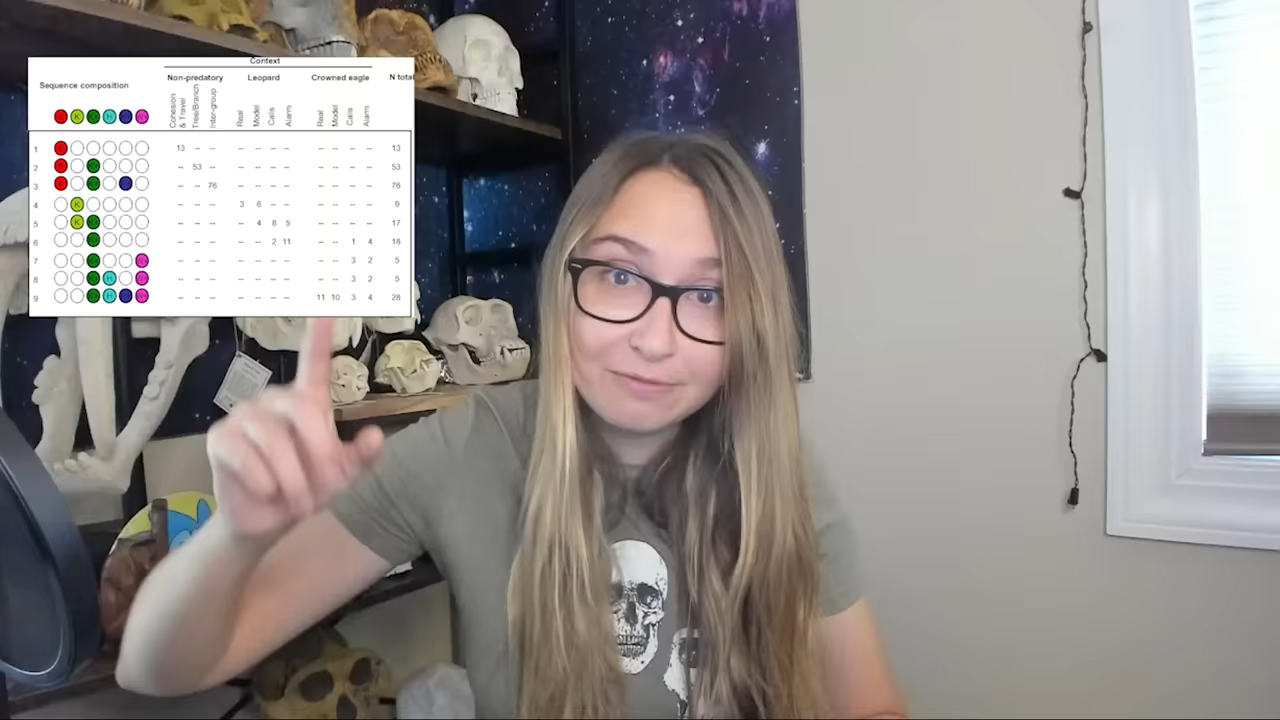 Context
Sequence composition Non-predatory Leopard Crowned eagle N total
Cohesion & Travel Tree/Branch Inter-group Real Model Calls Alarm Real Model Calls Alarm
K
1 13 -- -- -- -- -- -- -- -- -- -- 13
2 -- 53 -- -- -- -- -- -- -- -- -- 53
3 -- -- 76 -- -- -- -- -- -- -- -- 76
4 K -- -- -- 3 6 -- -- -- -- -- -- 9
5 K -- -- -- -- 4 8 5 -- -- -- -- 17
6 -- -- -- -- -- 2 11 -- -- 1 4 18
7 -- -- -- -- -- -- -- -- -- 3 2 5
8 H -- -- -- -- -- -- -- -- -- 3 2 5
9 H -- -- -- -- -- -- -- 11 10 3 4 28